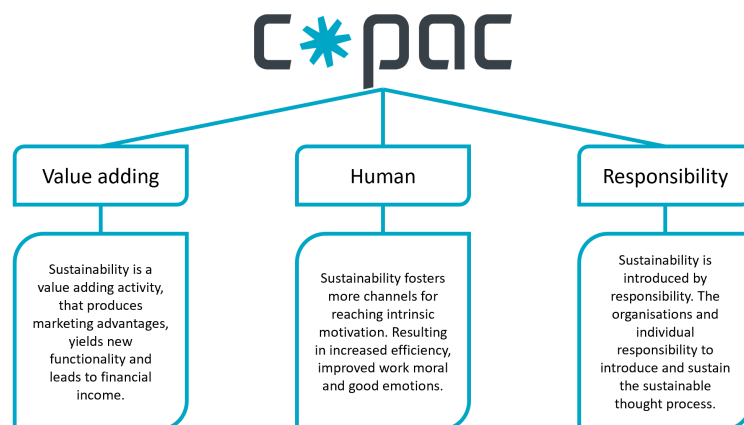 c*pac
Value adding
Human
Responsibility
Sustainability is a
value adding activity,
that produces
marketing advantages,
yields new
functionality and
leads to financial
income.
Sustainability fosters
more channels for
reaching intrinsic
motivation. Resulting
in increased efficiency,
improved work moral
and good emotions.
Sustainability is
introduced by
responsibility. The
organisations and
individual
responsibility to
introduce and sustain
the sustainable
thought process.